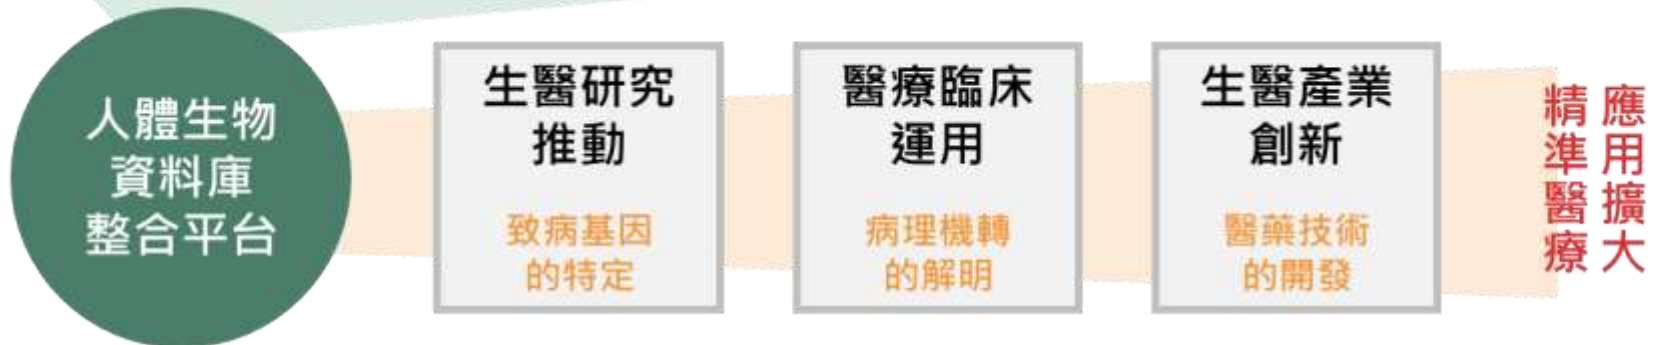 人體生物
資料庫
整合平台
生醫研究
推動
致病基因
的特定
醫療臨床
運用
病理機轉
的解明
生醫產業
創新
醫藥技術
的開發
應用擴大
精準醫療